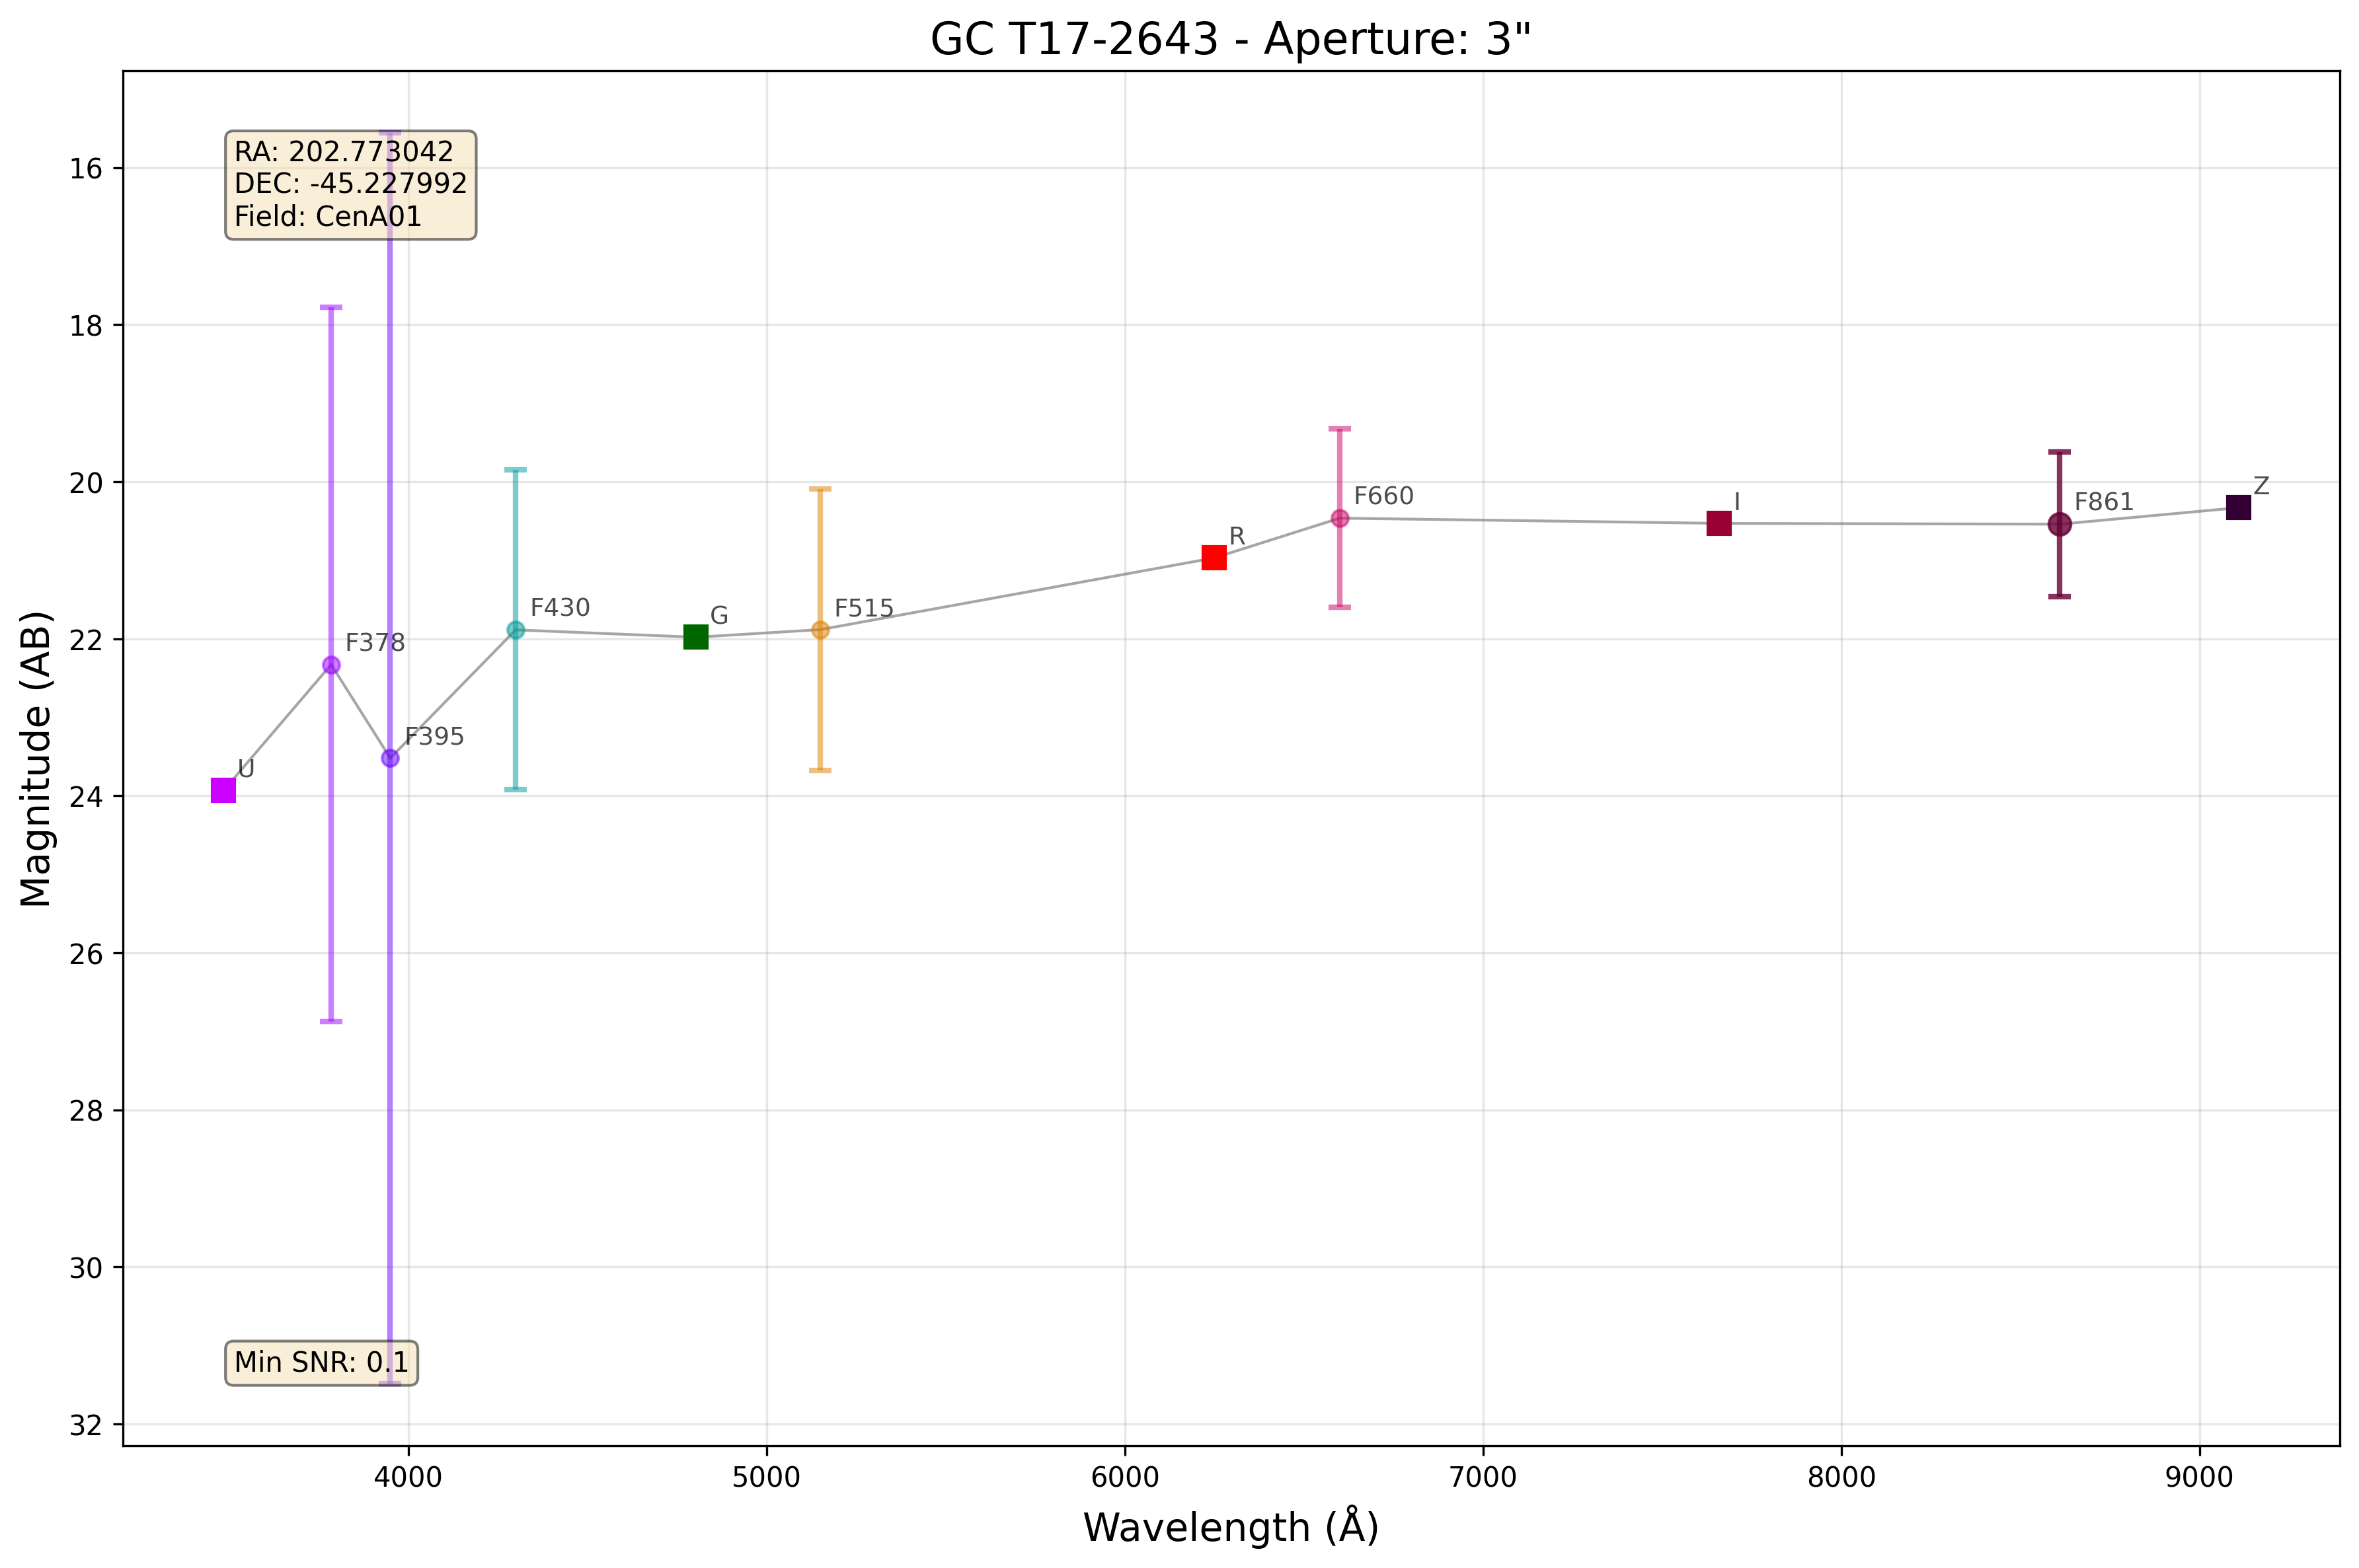 GC T17-2643 - Aperture: 3"
RA: 202.773042
DEC: -45.227992
Field: CenA01
16
18
20
22
24
26
28
30
32
Magnitude (AB)
U
F378
F395
F430
G
F515
R
F660
I
F861
Z
Min SNR: 0.1
4000
5000
6000
7000
8000
9000
Wavelength (Å)